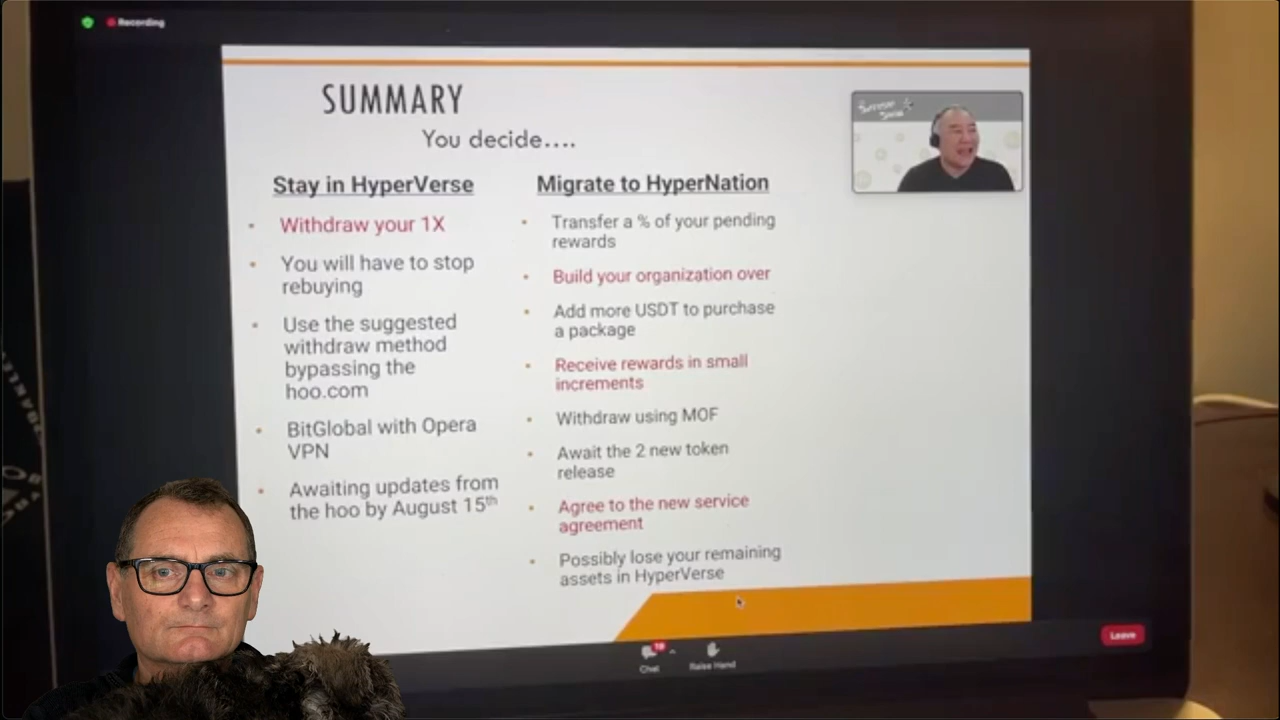 Recording
SUMMARY
You decide....
Stay in HyperVerse
Withdraw your 1X
You will have to stop
rebuying
Use the suggested
withdraw method
bypassing the
hoo.com
BitGlobal with Opera
VPN
Awaiting updates from
the hoo by August 15th
Migrate to HyperNation
Transfer a % of your pending
rewards
Build your organization over
Add more USDT to purchase
a package
Receive rewards in small
increments
Withdraw using MOF
Await the 2 new token
release
Agree to the new service
agreement
Possibly lose your remaining
assets in HyperVerse
Chat
Raise Hand
Leave